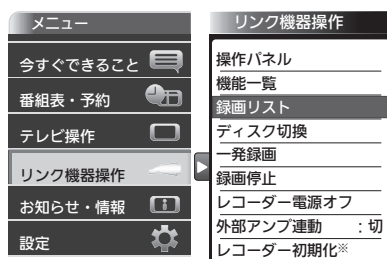 メニュー
今すぐできること
番組表・予約
テレビ操作
リンク機器操作
お知らせ・情報
設定
リンク機器操作
操作パネル
機能一覧
録画リスト
ディスク切換
一発録画
録画停止
レコーダー電源オフ
外部アンプ連動 ：切
レコーダー初期化※